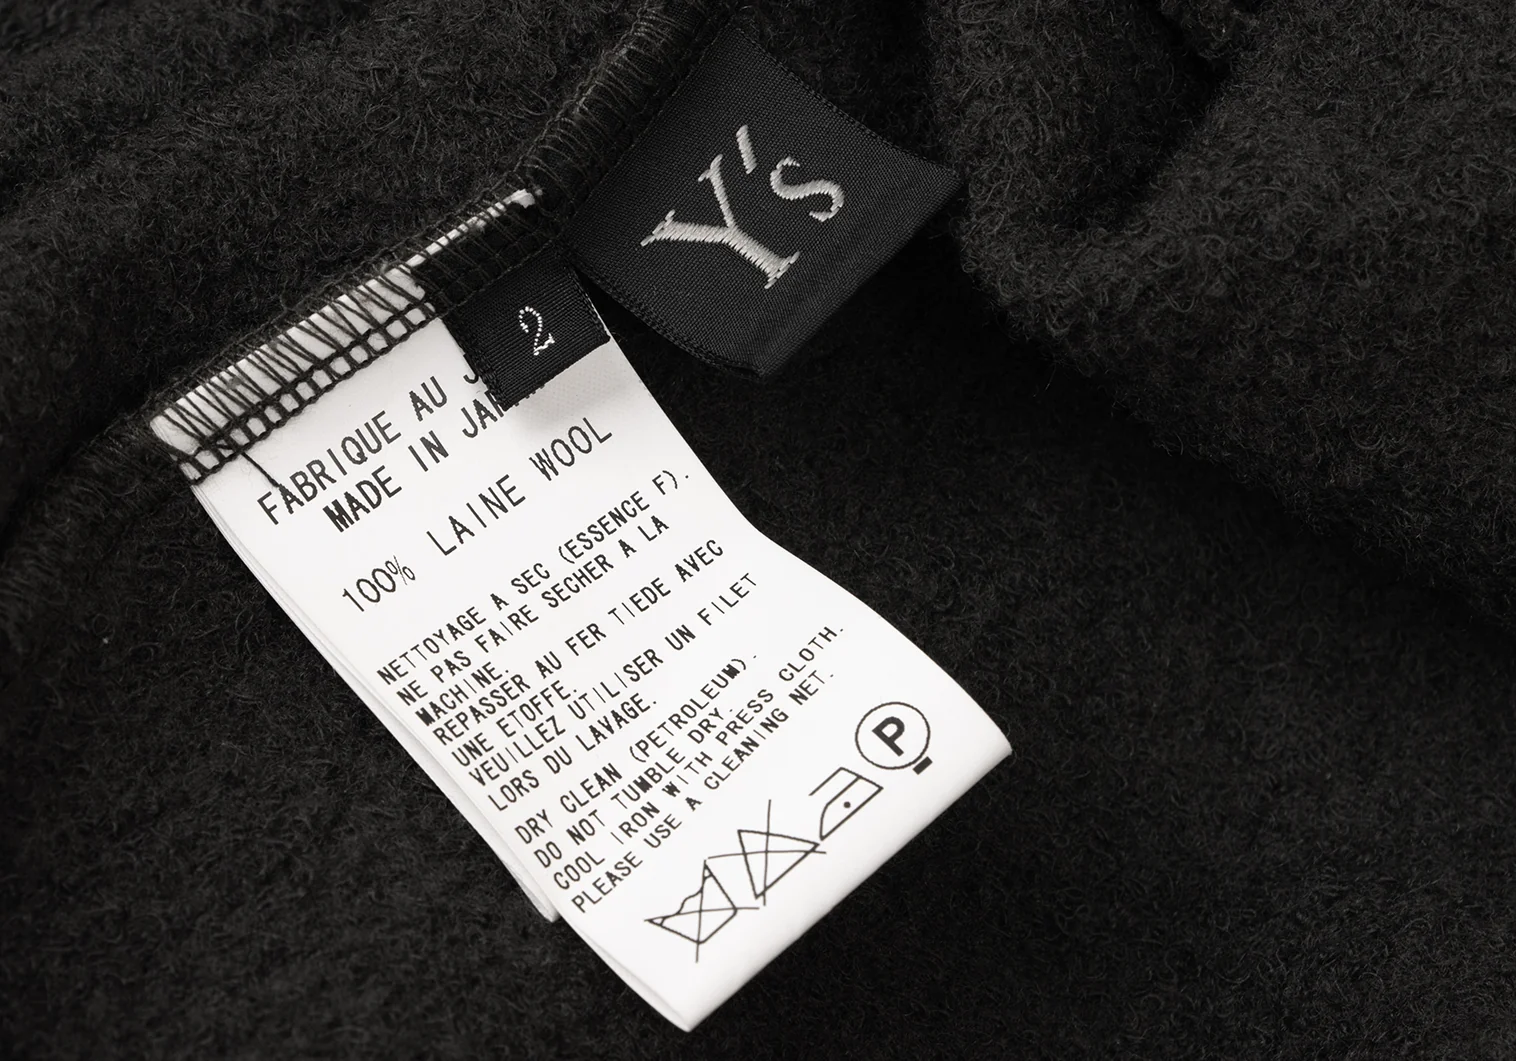 Y's
2
FABRIQUE AU
MADE IN
100% LAINE WOOL
NETTOYAGE A SEC (ESSENCE F).
NE PAS FAIRE SECHER A LA
MACHINE.
REPASSER AU FER TIEDE AVEC
UNE ETOFFE.
VEUILLEZ UTILISER UN FILET
LORS DU LAVAGE.
DRY CLEAN (PETROLEUM).
DO NOT TUMBLE DRY.
COOL IRON WITH PRESS CLOTH.
PLEASE USE A CLEANING NET.
P